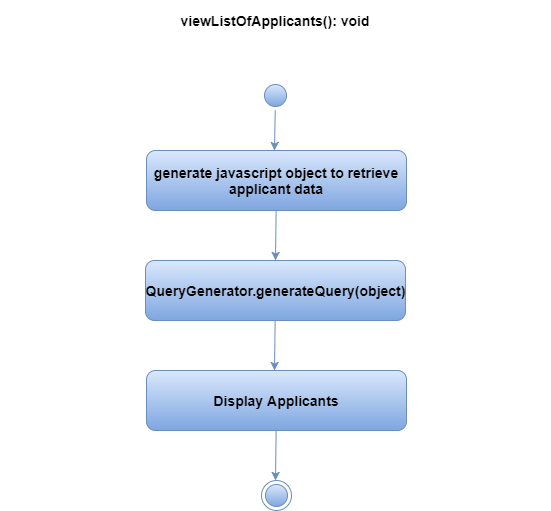 viewListOfApplicants(): void
generate javascript object to retrieve
applicant data
QueryGenerator.generateQuery(object)
Display Applicants